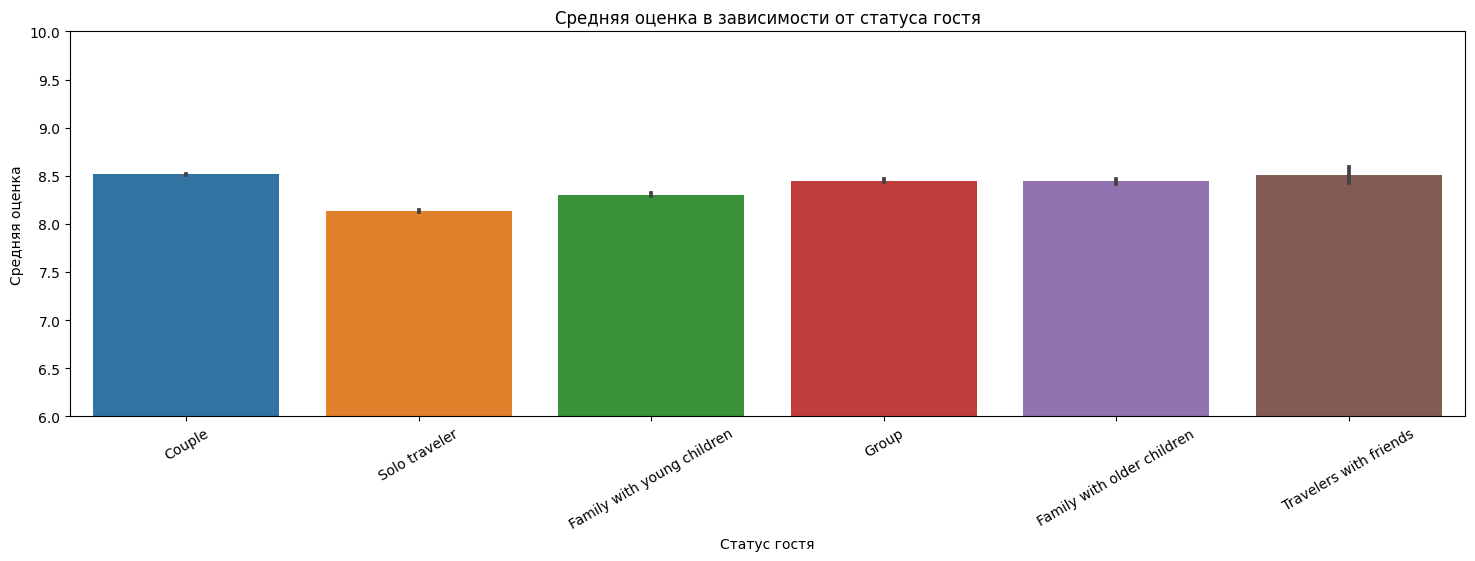 Средняя оценка в зависимости от статуса гостя
10.0
9.5
9.0
8.5
8.0
7.5
7.0
6.5
6.0
Средняя оценка
Couple
Solo traveler
Family with young children
Group
Family with older children
Travelers with friends
Статус гостя